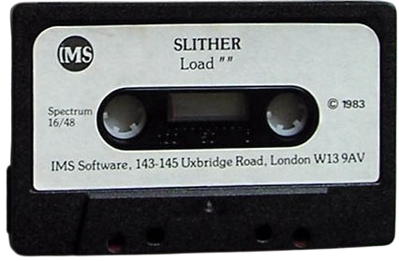 IMS
SLITHER
Load ""
Spectrum
16/48
© 1983
IMS Software, 143-145 Uxbridge Road, London W13 9AV